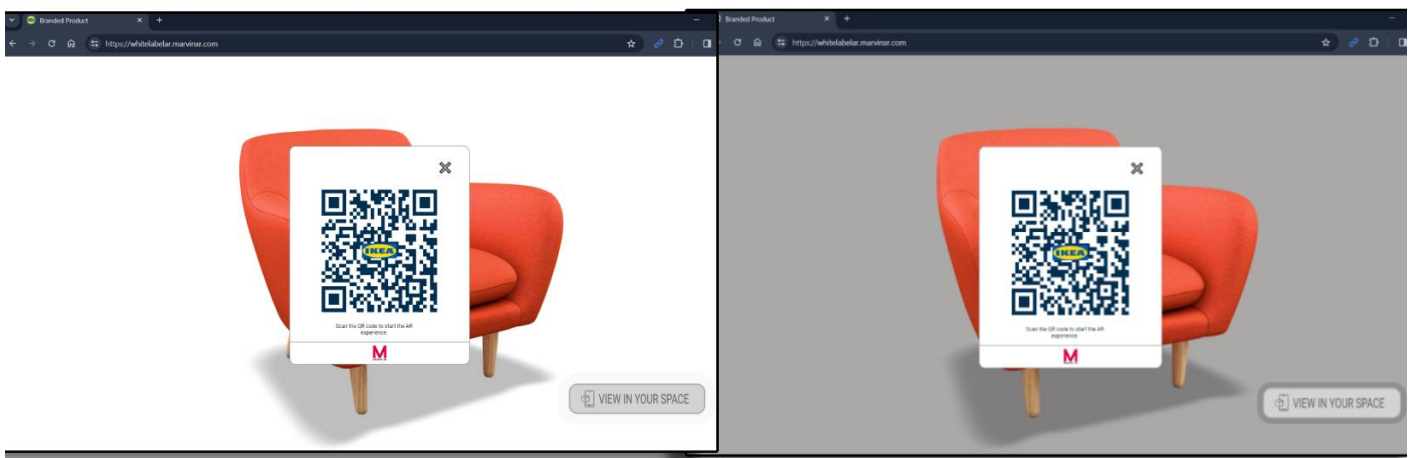 Branded Product
https://whitelabelar.marvinxr.com
IKEA
Scan the QR code to start the AR
experience.
M
VIEW IN YOUR SPACE
Branded Product
https://whitelabelar.marvinxr.com
IKEA
Scan the QR code to start the AR
experience.
M
VIEW IN YOUR SPACE